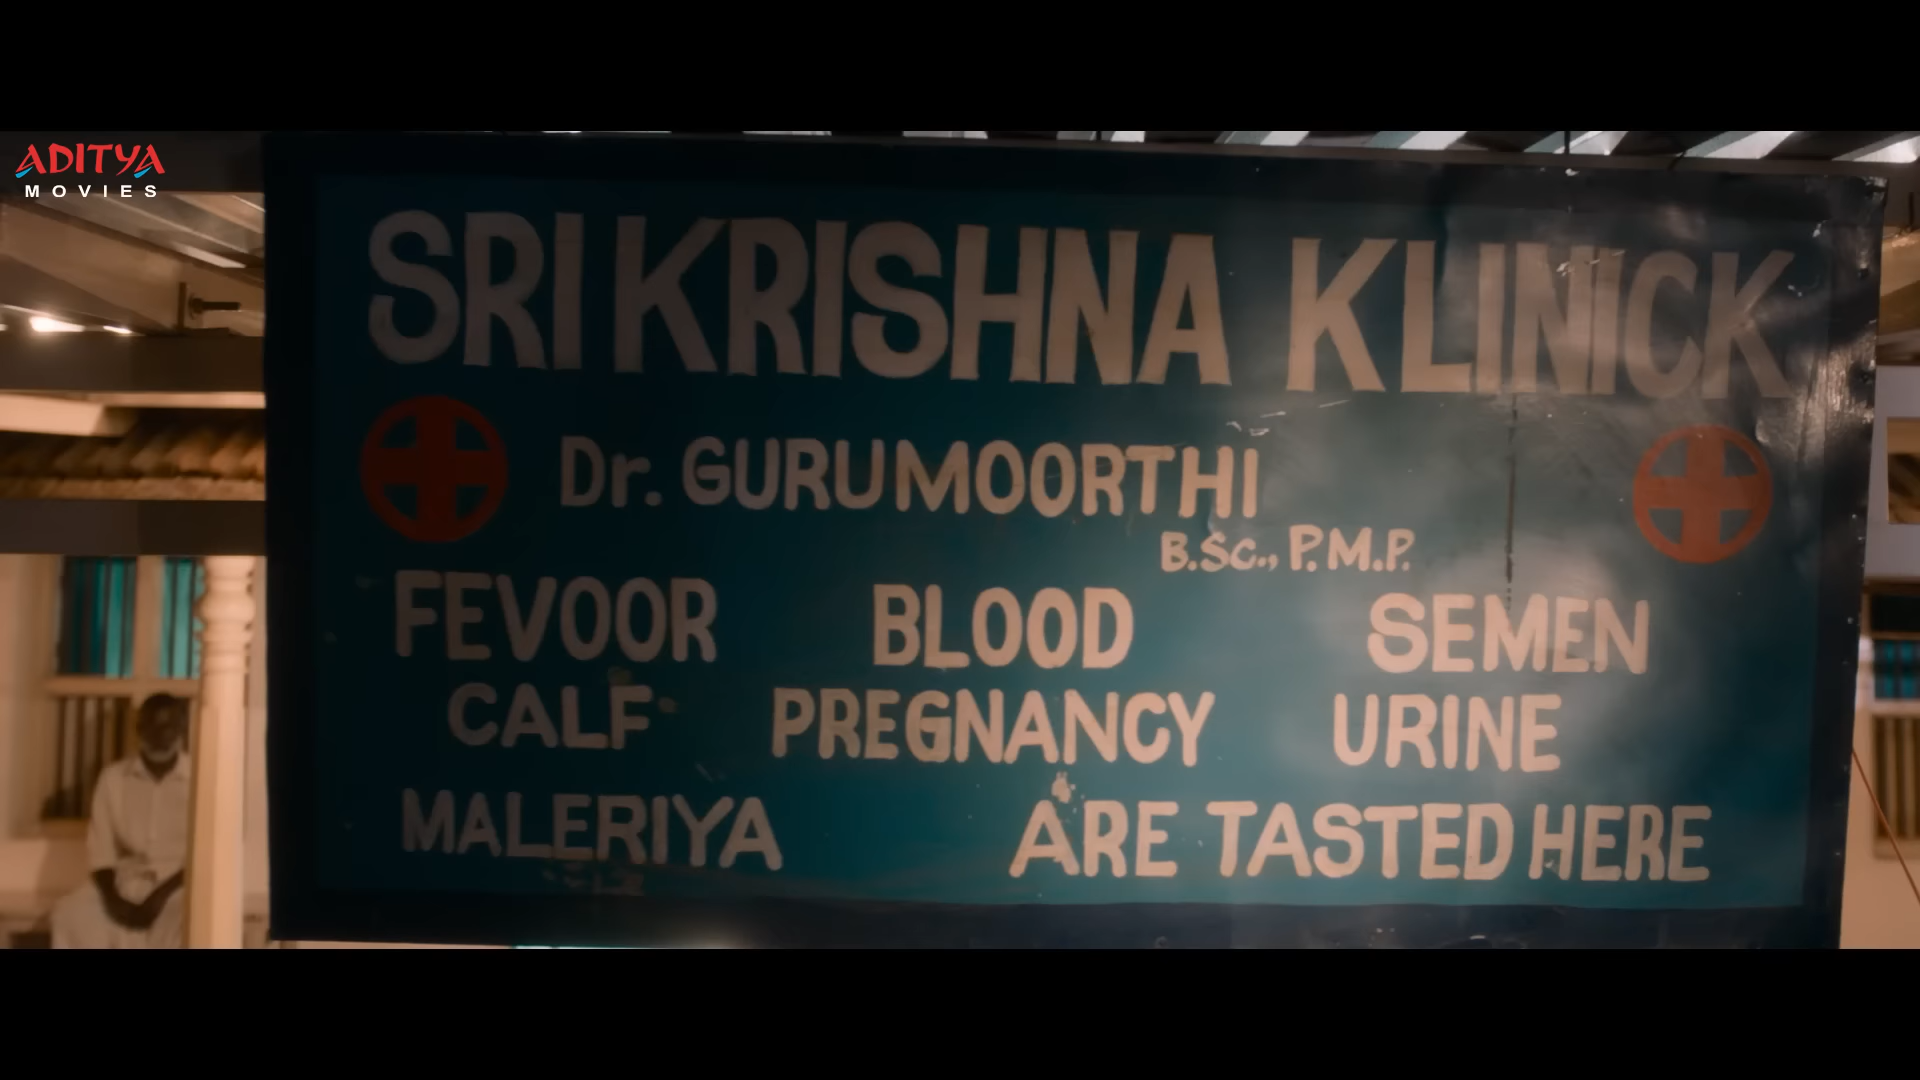 ADITYA
MOVIES
SRI KRISHNA KLINICK
Dr. GURUMOORTHI
B.Sc., P.M.P.
FEVOOR BLOOD SEMEN
CALF PREGNANCY URINE
MALERIYA ARE TASTED HERE